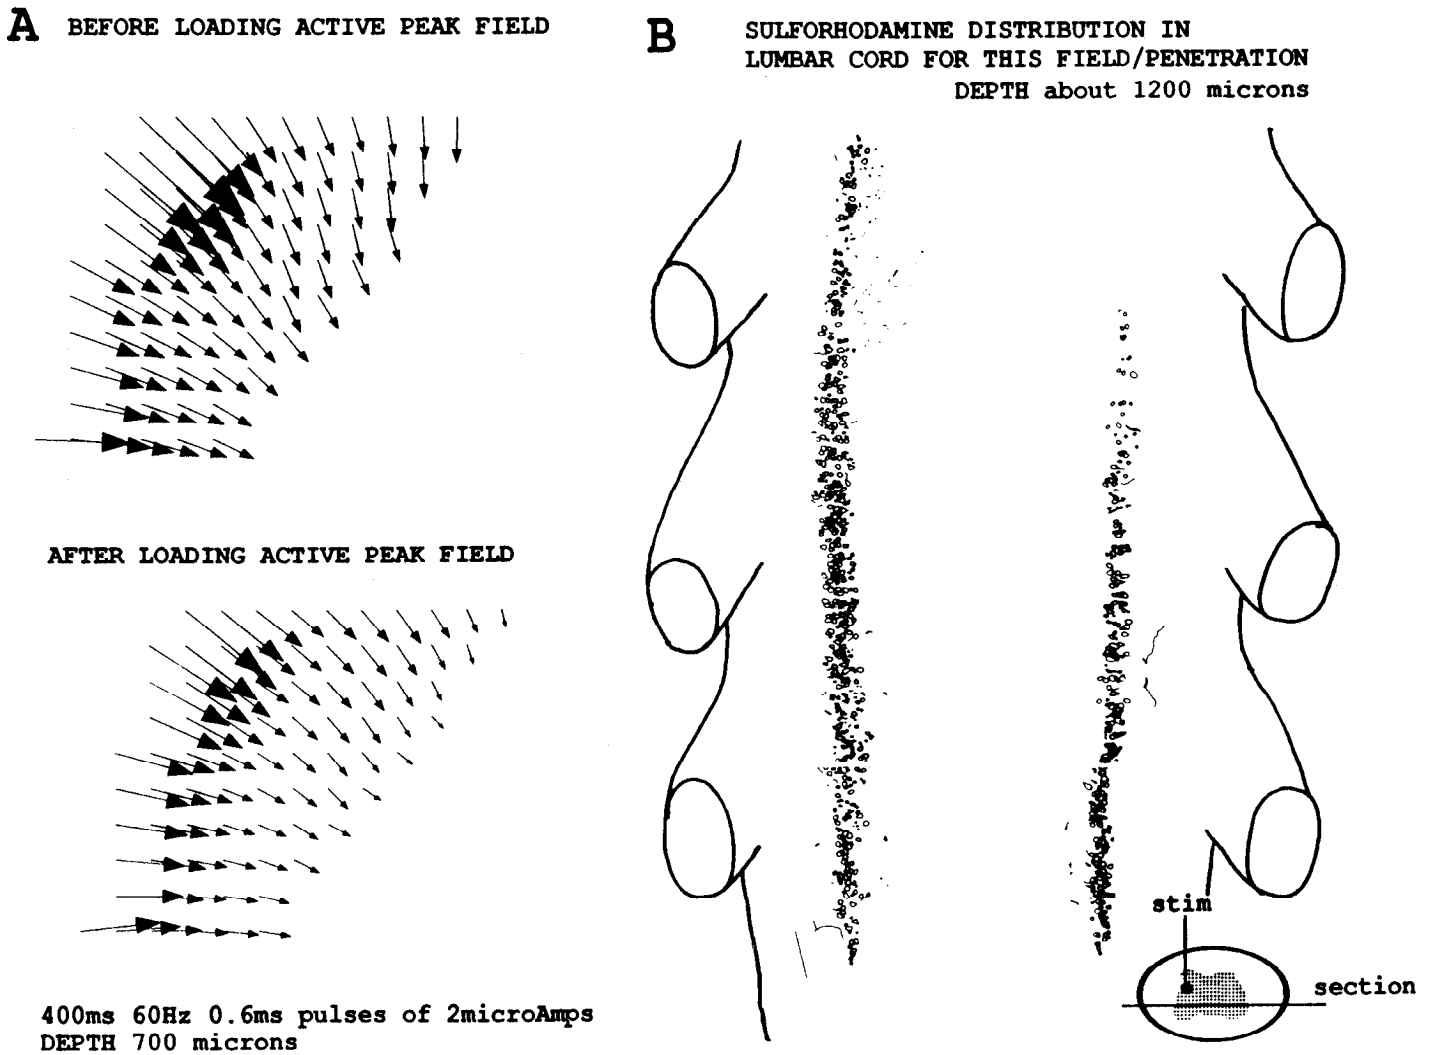 A
BEFORE LOADING ACTIVE PEAK FIELD
AFTER LOADING ACTIVE PEAK FIELD
400ms 60Hz 0.6ms pulses of 2microAmps
DEPTH 700 microns
B
SULFORHODAMINE DISTRIBUTION IN
LUMBAR CORD FOR THIS FIELD/PENETRATION
DEPTH about 1200 microns
stim
section